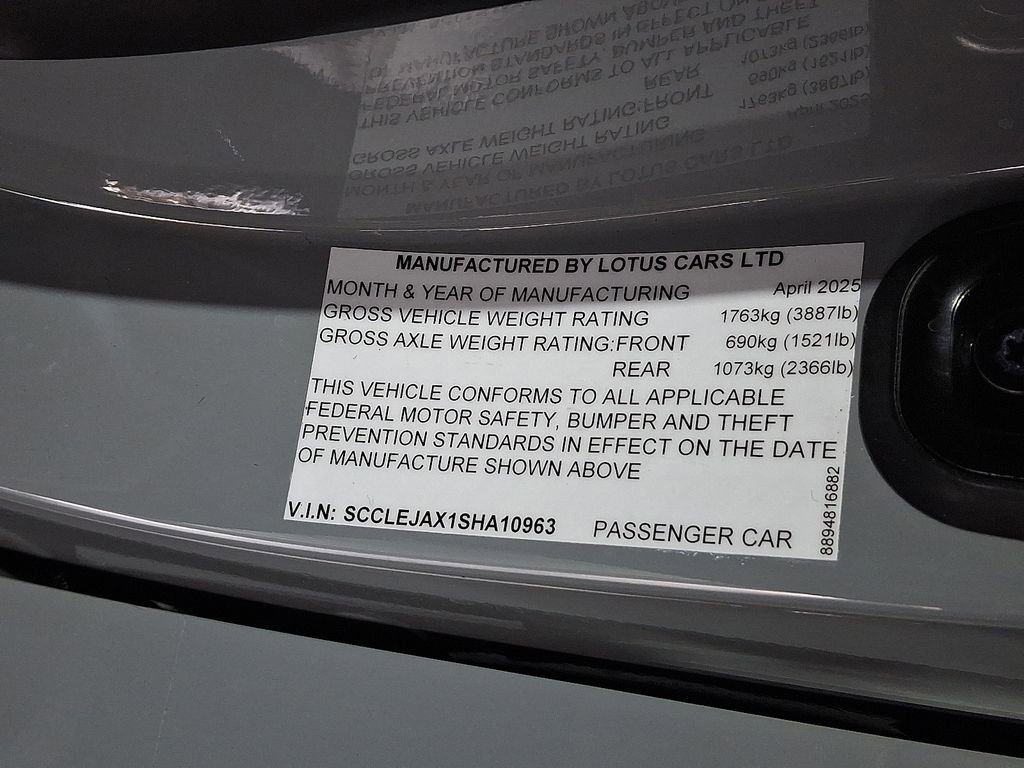 MANUFACTURED BY LOTUS CARS LTD
MONTH & YEAR OF MANUFACTURING April 2025
GROSS VEHICLE WEIGHT RATING 1763kg (3887lb)
GROSS AXLE WEIGHT RATING:FRONT 690kg (1521lb)
REAR 1073kg (2366lb)
THIS VEHICLE CONFORMS TO ALL APPLICABLE
FEDERAL MOTOR SAFETY, BUMPER AND THEFT
PREVENTION STANDARDS IN EFFECT ON THE DATE
OF MANUFACTURE SHOWN ABOVE
V.I.N: SCCLEJAX1SHA10963 PASSENGER CAR
8894816882